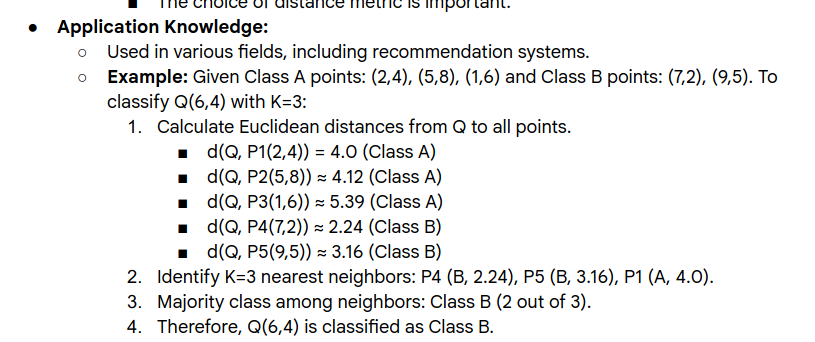 ■ The choice of distance metric is important.
● Application Knowledge:
○ Used in various fields, including recommendation systems.
○ Example: Given Class A points: (2,4), (5,8), (1,6) and Class B points: (7,2), (9,5). To
classify Q(6,4) with K=3:
1. Calculate Euclidean distances from Q to all points.
■ d(Q, P1(2,4)) = 4.0 (Class A)
■ d(Q, P2(5,8)) ≈ 4.12 (Class A)
■ d(Q, P3(1,6)) ≈ 5.39 (Class A)
■ d(Q, P4(7,2)) ≈ 2.24 (Class B)
■ d(Q, P5(9,5)) ≈ 3.16 (Class B)
2. Identify K=3 nearest neighbors: P4 (B, 2.24), P5 (B, 3.16), P1 (A, 4.0).
3. Majority class among neighbors: Class B (2 out of 3).
4. Therefore, Q(6,4) is classified as Class B.